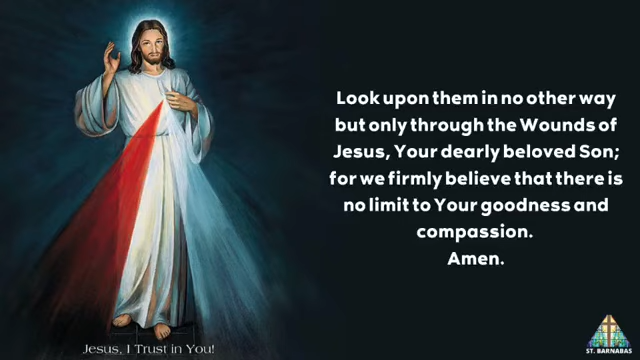 Look upon them in no other way
but only through the Wounds of
Jesus, Your dearly beloved Son;
for we firmly believe that there is
no limit to Your goodness and
compassion.
Amen.
Jesus, I Trust in You!
ST. BARNABAS